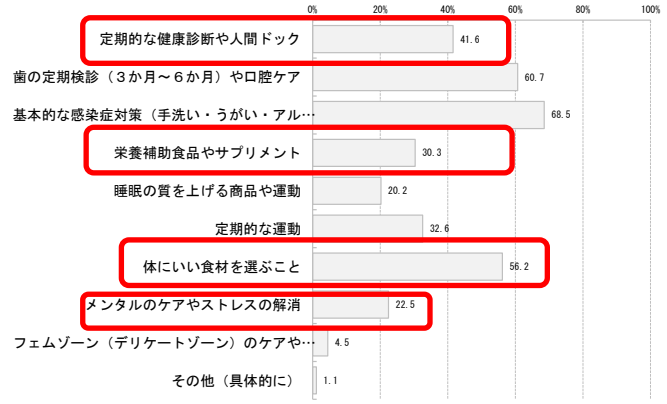 0% 20% 40% 60% 80% 100%
定期的な健康診断や人間ドック 41.6
歯の定期検診（３か月～６か月）や口腔ケア 60.7
基本的な感染症対策（手洗い・うがい・アル… 68.5
栄養補助食品やサプリメント 30.3
睡眠の質を上げる商品や運動 20.2
定期的な運動 32.6
体にいい食材を選ぶこと 56.2
メンタルのケアやストレスの解消 22.5
フェムゾーン（デリケートゾーン）のケアや… 4.5
その他（具体的に） 1.1